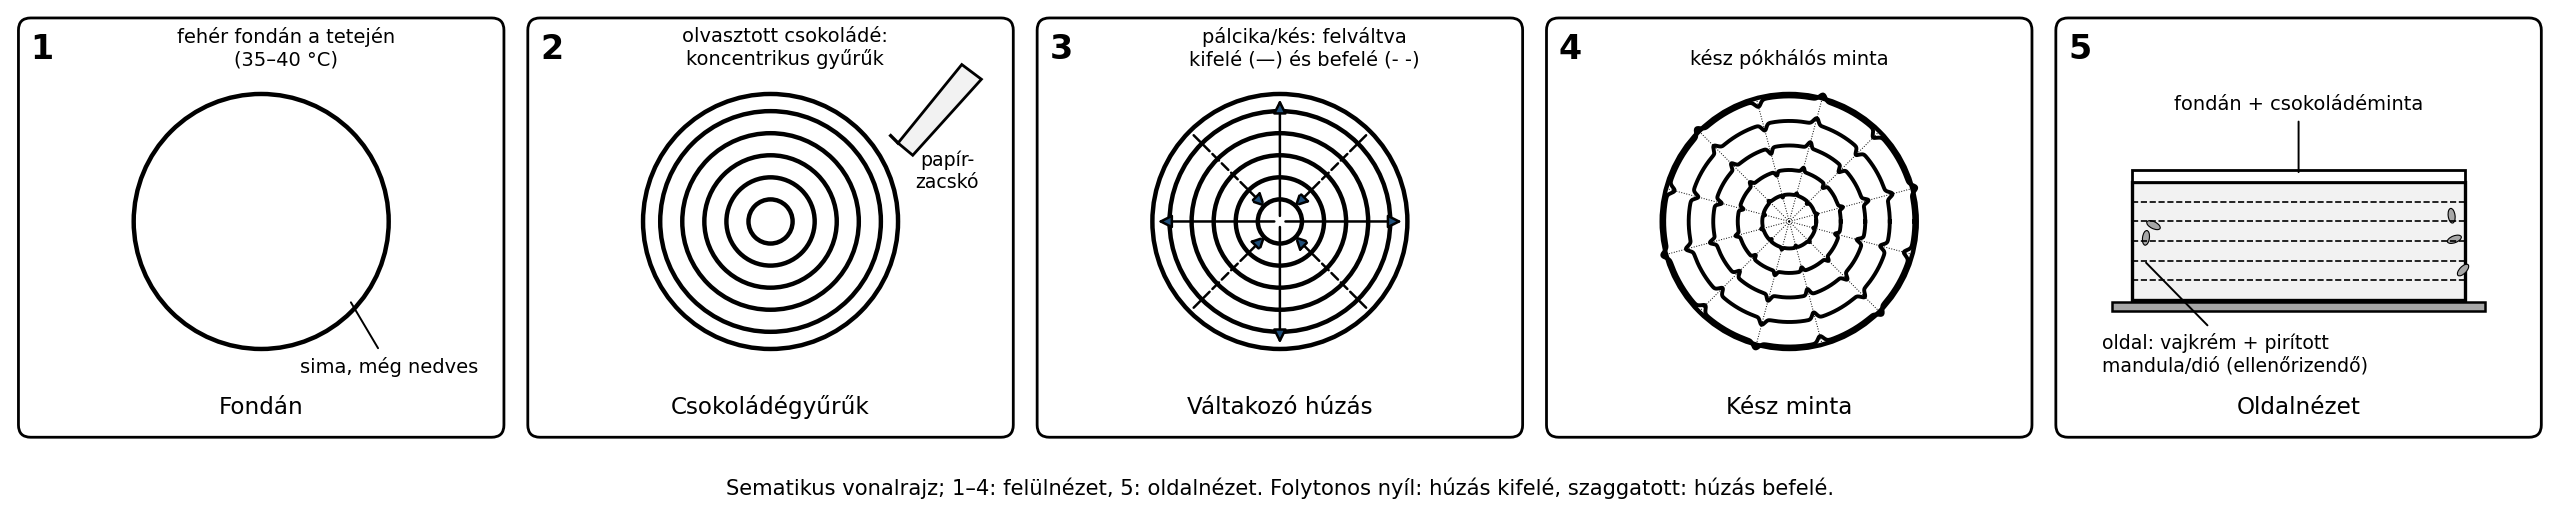 1
fehér fondán a tetején
(35–40 °C)
sima, még nedves
Fondán
2
olvasztott csokoládé:
koncentrikus gyűrűk
papír-
zacskó
Csokoládégyűrűk
3
pálcika/kés: felváltva
kifelé (—) és befelé (- -)
Váltakozó húzás
4
kész pókhálós minta
Kész minta
5
fondán + csokoládéminta
oldal: vajkrém + pirított
mandula/dió (ellenőrizendő)
Oldalnézet
Sematikus vonalrajz; 1–4: felülnézet, 5: oldalnézet. Folytonos nyíl: húzás kifelé, szaggatott: húzás befelé.